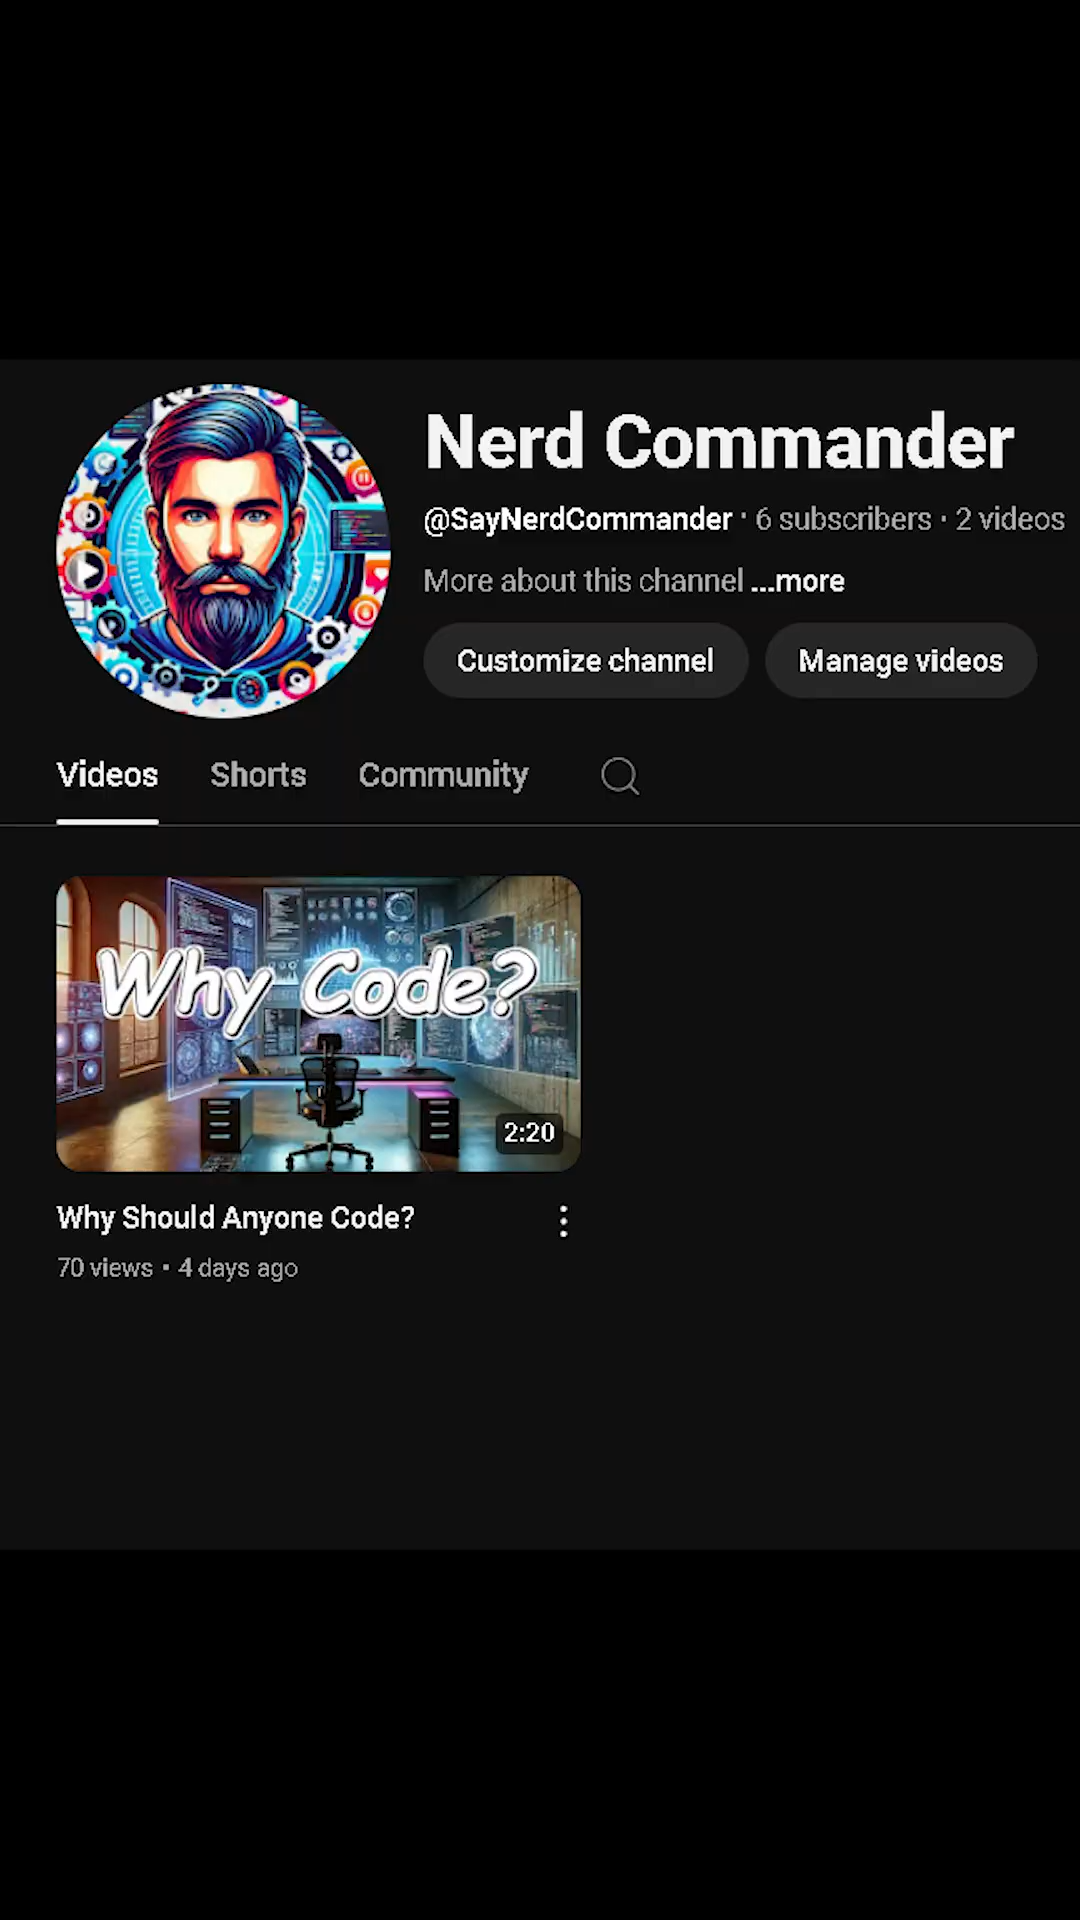 Nerd Commander
@SayNerdCommander · 6 subscribers · 2 videos
More about this channel ...more
Customize channel
Manage videos
Videos
Shorts
Community
Why Code?
2:20
Why Should Anyone Code?
70 views • 4 days ago